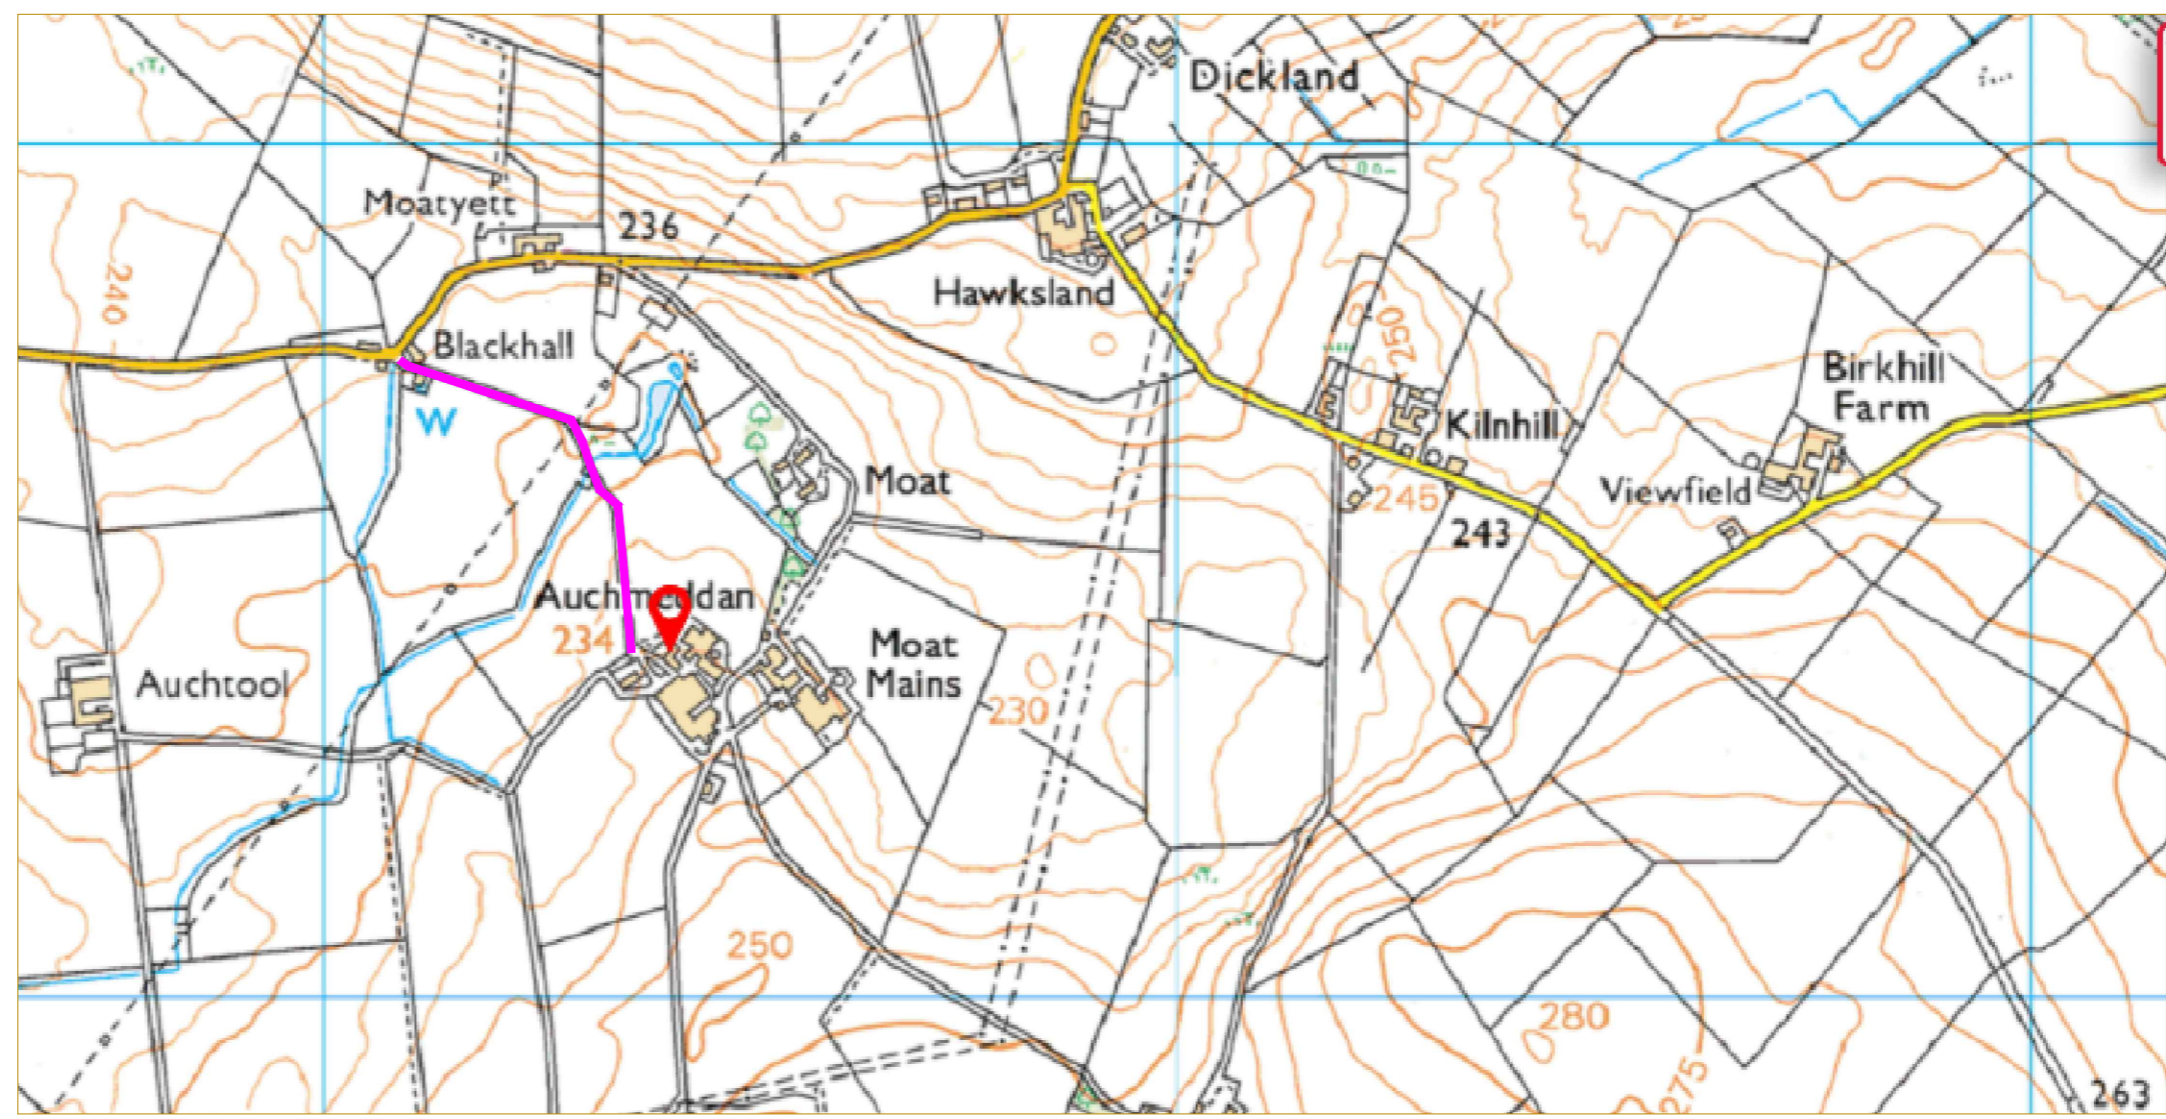 Dickland
Moatyett
236
240
Hawksland
Blackhall
250
Birkhill
Farm
W
Kilnhill
Moat
245
Viewfield
243
Auchmeddan
234
Moat
Mains
Auchtool
230
250
280
275
263